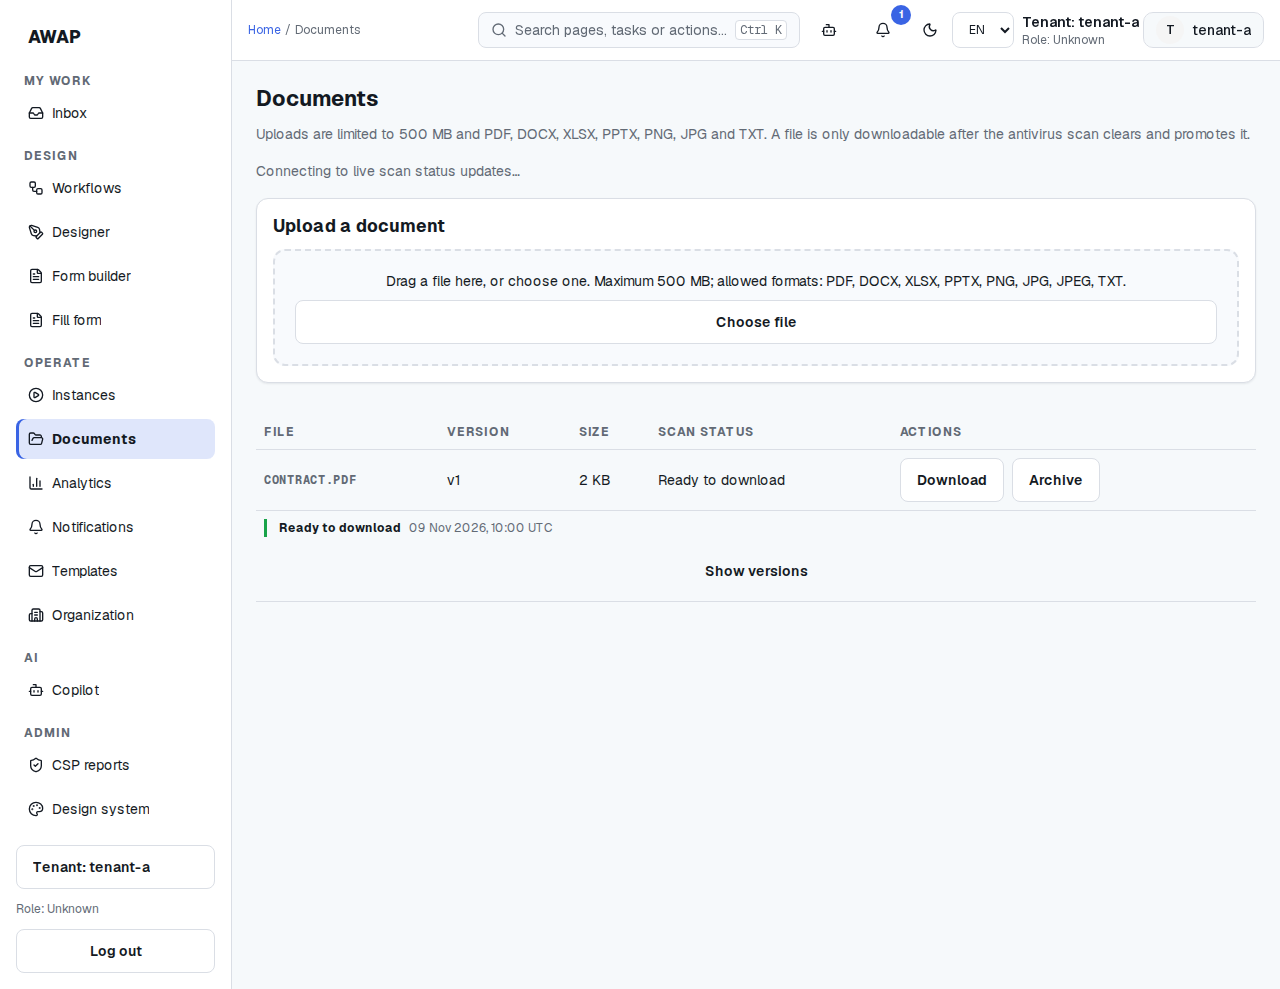 AWAP
MY WORK
Inbox
DESIGN
Workflows
Designer
Form builder
Fill form
OPERATE
Instances
Documents
Analytics
Notifications
Templates
Organization
AI
Copilot
ADMIN
CSP reports
Design system
Tenant: tenant-a
Role: Unknown
Log out
Home / Documents
Search pages, tasks or actions... Ctrl K
1
EN
Tenant: tenant-a
Role: Unknown
T tenant-a
Documents
Uploads are limited to 500 MB and PDF, DOCX, XLSX, PPTX, PNG, JPG and TXT. A file is only downloadable after the antivirus scan clears and promotes it.
Connecting to live scan status updates…
Upload a document
Drag a file here, or choose one. Maximum 500 MB; allowed formats: PDF, DOCX, XLSX, PPTX, PNG, JPG, JPEG, TXT.
Choose file
FILE VERSION SIZE SCAN STATUS ACTIONS
CONTRACT.PDF v1 2 KB Ready to download Download Archive
Ready to download 09 Nov 2026, 10:00 UTC
Show versions